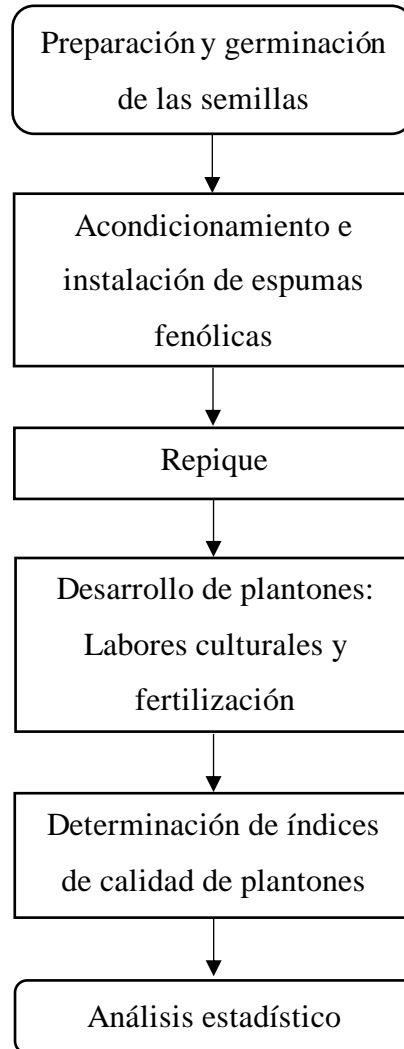 Preparación y germinación
de las semillas
Acondicionamiento e
instalación de espumas
fenólicas
Repique
Desarrollo de plantones:
Labores culturales y
fertilización
Determinación de índices
de calidad de plantones
Análisis estadístico